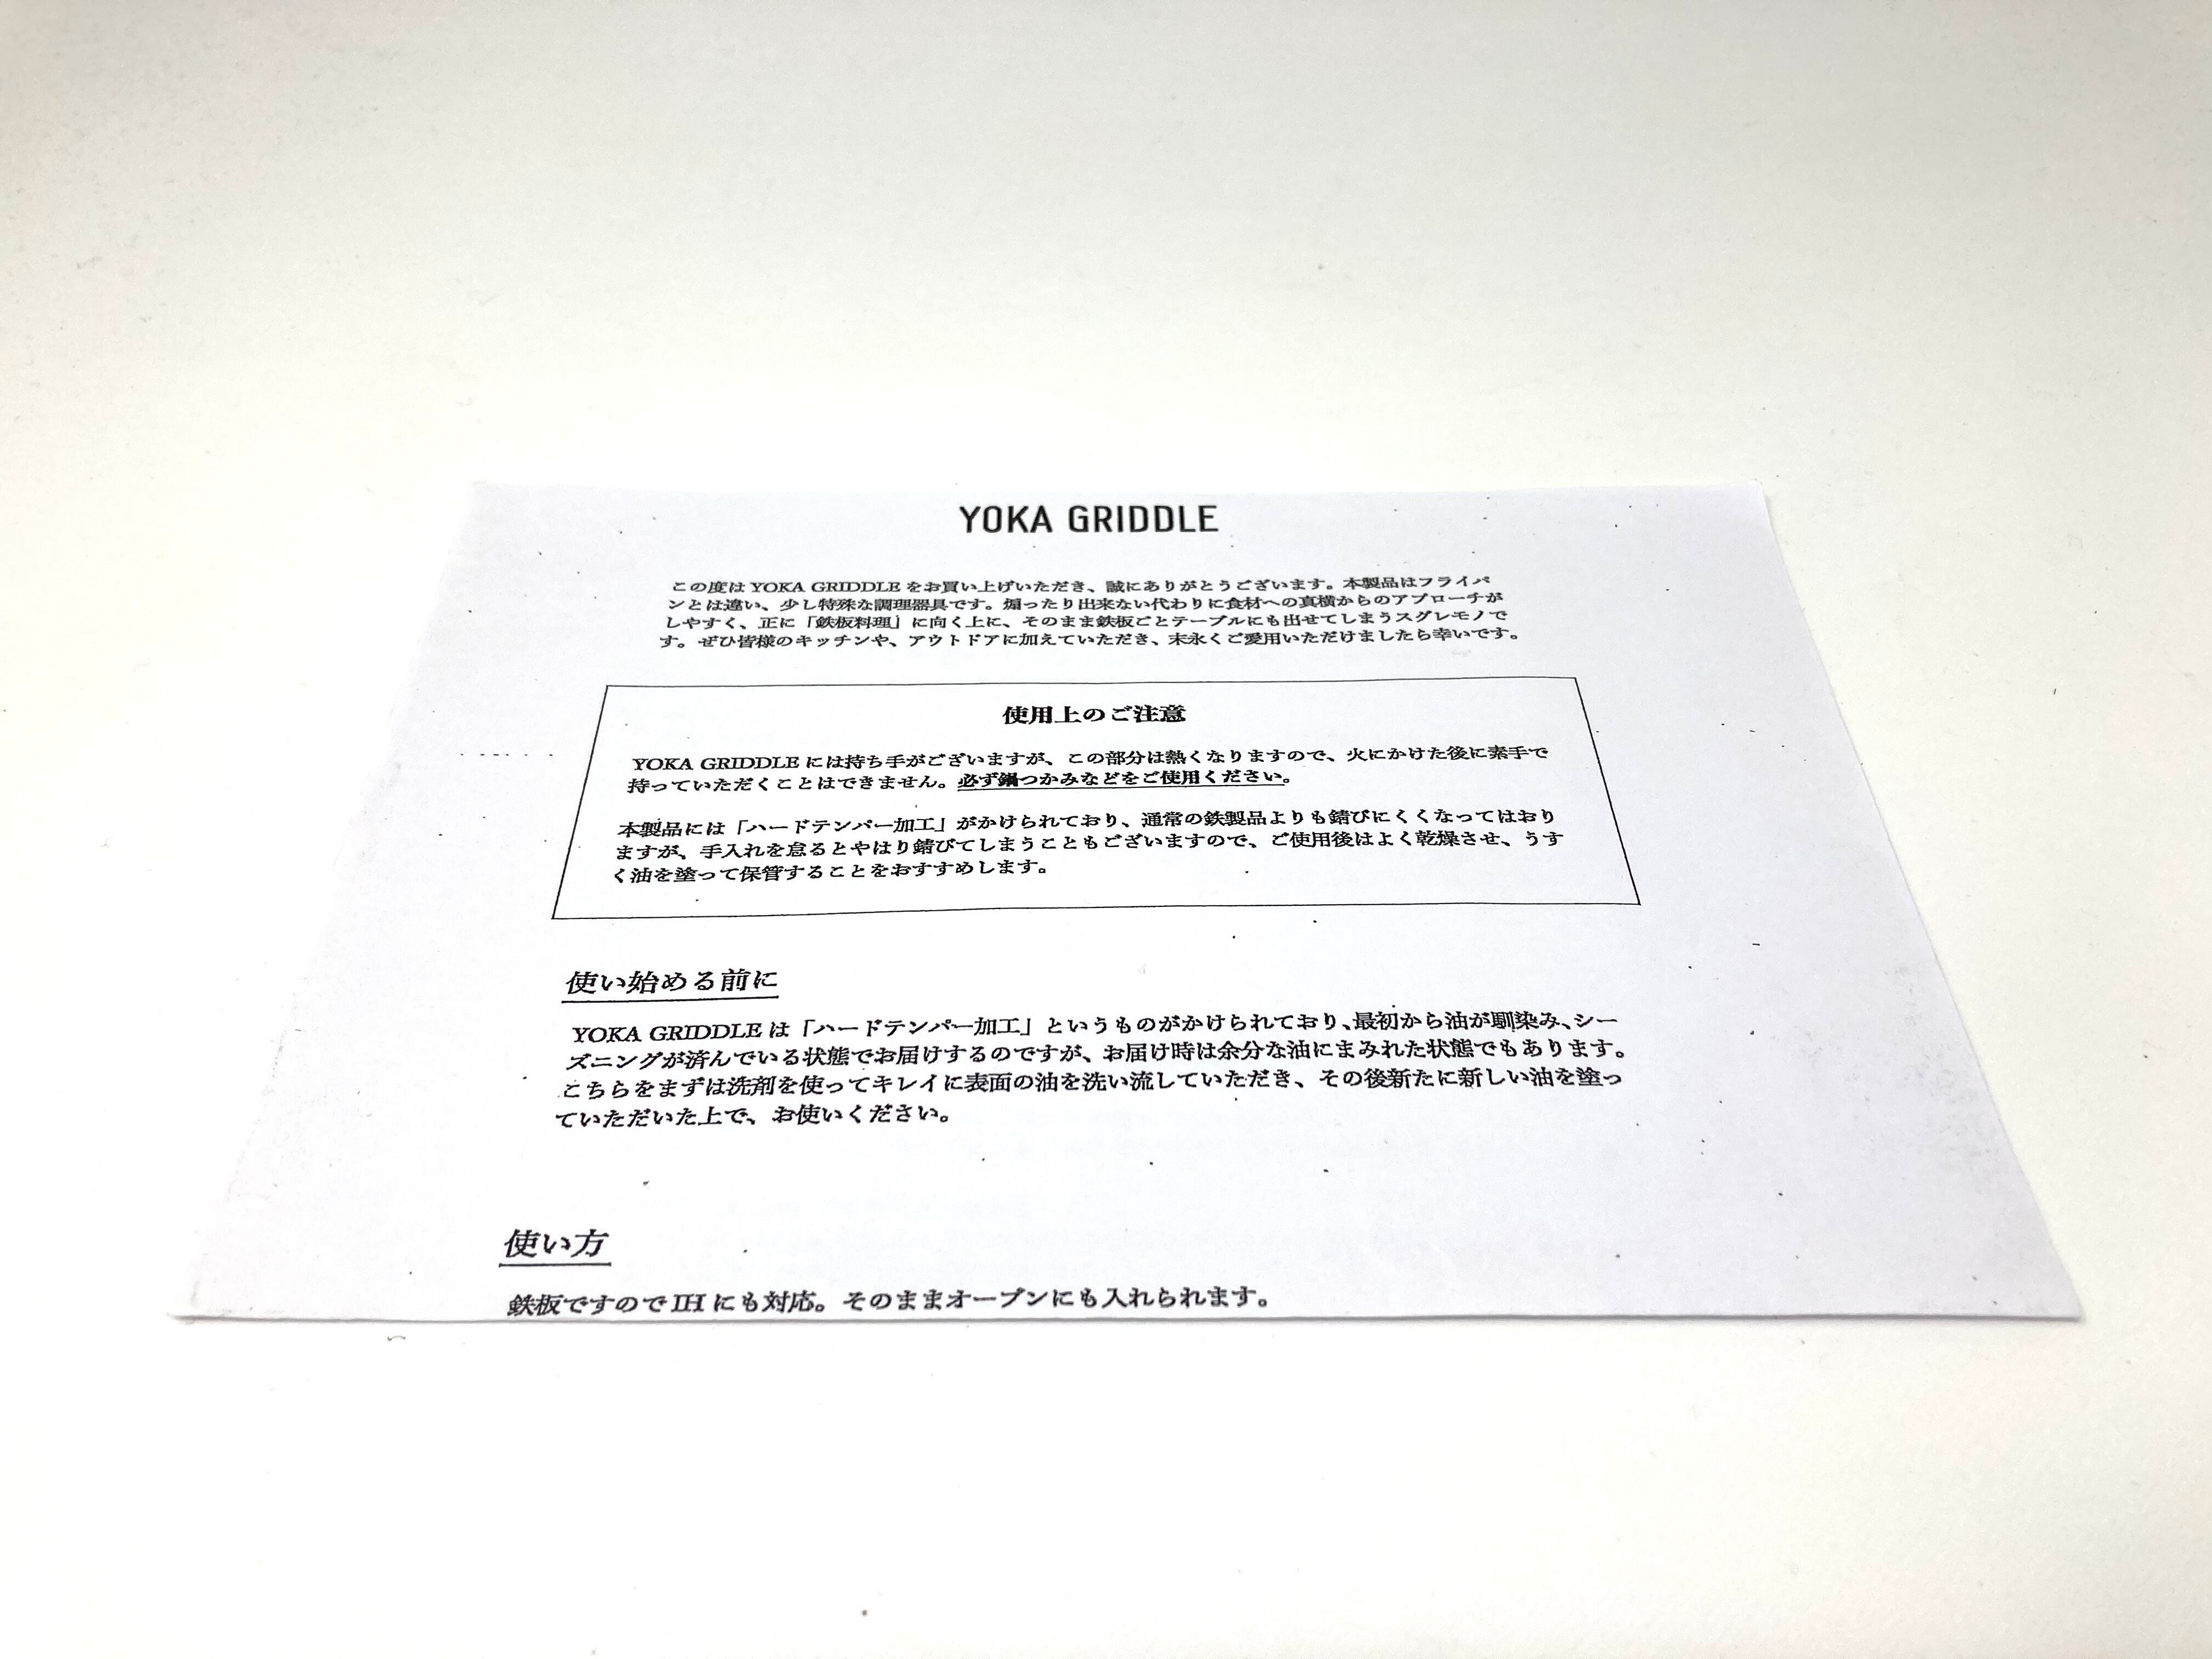 YOKA GRIDDLE
この度は YOKA GRIDDLE をお買い上げいただき、誠にありがとうございます。本製品はフライパ
ンとは違い、少し特殊な調理器具です。煽ったり出来ない代わりに食材への真横からのアプローチが
しやすく、正に「鉄板料理」に向く上に、そのまま鉄板ごとテーブルにも出せてしまうスグレモノで
す。ぜひ皆様のキッチンや、アウトドアに加えていただき、末永くご愛用いただけましたら幸いです。
使用上のご注意
YOKA GRIDDLE には持ち手がございますが、この部分は熱くなりますので、火にかけた後に素手で
持っていただくことはできません。必ず鍋つかみなどをご使用ください。
本製品には「ハードテンパー加工」がかけられており、通常の鉄製品よりも錆びにくくなってはおり
ますが、手入れを怠るとやはり錆びてしまうこともございますので、ご使用後はよく乾燥させ、うす
く油を塗って保管することをおすすめします。
使い始める前に
YOKA GRIDDLE は「ハードテンパー加工」というものがかけられており、最初から油が馴染み、シー
ズニングが済んでいる状態でお届けするのですが、お届け時は余分な油にまみれた状態でもあります。
こちらをまずは洗剤を使ってキレイに表面の油を洗い流していただき、その後新たに新しい油を塗っ
ていただいた上で、お使いください。
使い方
鉄板ですので IH にも対応。そのままオーブンにも入れられます。